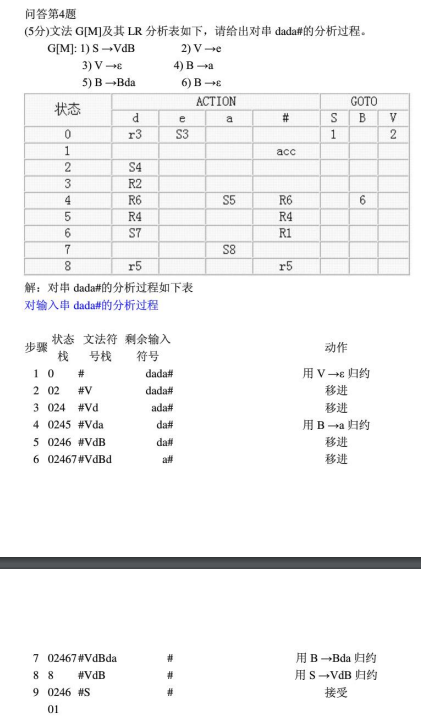 问答第4题
(5分)文法 G[M]及其 LR 分析表如下，请给出对串 dada#的分析过程。
G[M]: 1) S →VdB 2) V →e
3) V →ε 4) B →a
5) B →Bda 6) B →ε
状态 ACTION GOTO
d e a # S B V
0 r3 S3 1 2
1 acc
2 S4
3 R2
4 R6 S5 R6 6
5 R4 R4
6 S7 R1
7 S8
8 r5 r5
解：对串 dada#的分析过程如下表
对输入串 dada#的分析过程
步骤 状态栈 文法符号栈 剩余输入符号 动作
1 0 # dada# 用 V →ε 归约
2 02 #V dada# 移进
3 024 #Vd ada# 移进
4 0245 #Vda da# 用 B →a 归约
5 0246 #VdB da# 移进
6 02467 #VdBd a# 移进
7 02467 #VdBda # 用 B →Bda 归约
8 8 #VdB # 用 S →VdB 归约
9 0246 #S # 接受
01